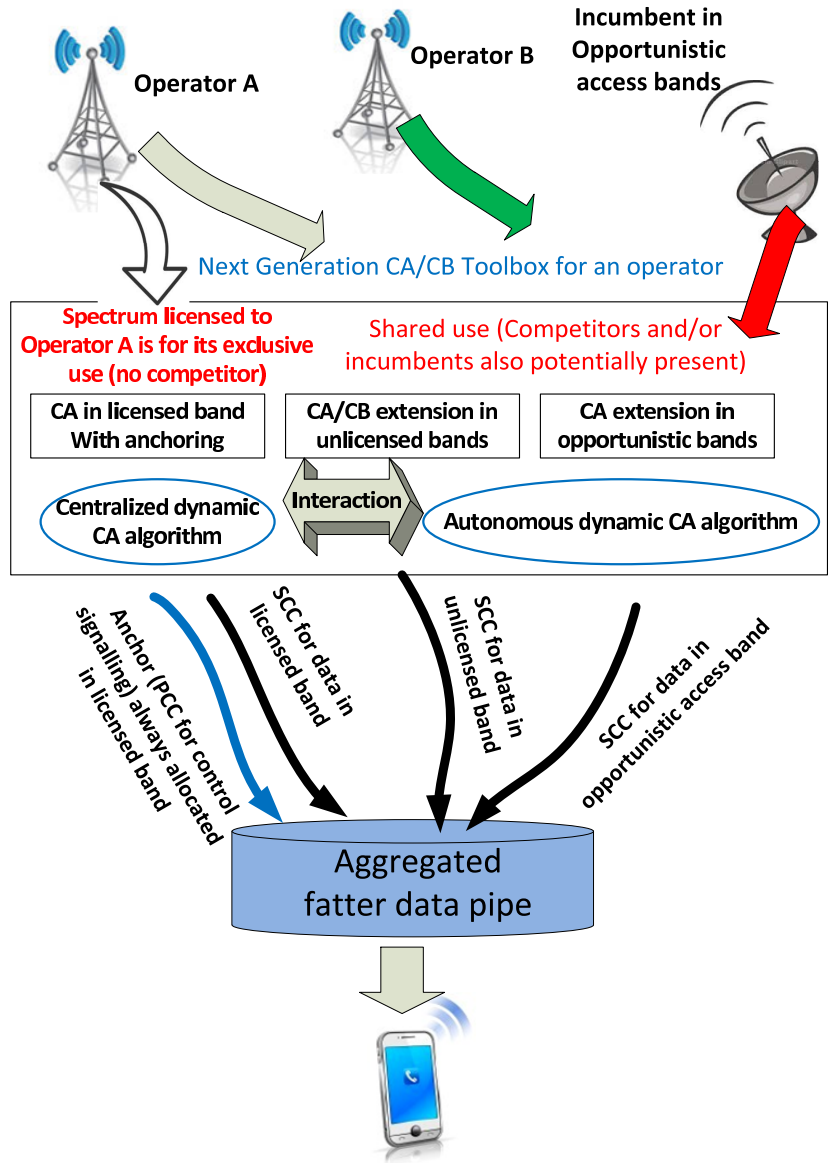 Operator A
Operator B
Incumbent in
Opportunistic
access bands
Next Generation CA/CB Toolbox for an operator
Spectrum licensed to
Operator A is for its exclusive
use (no competitor)
Shared use (Competitors and/or
incumbents also potentially present)
CA in licensed band
With anchoring
CA/CB extension in
unlicensed bands
CA extension in
opportunistic bands
Centralized dynamic
CA algorithm
Interaction
Autonomous dynamic CA algorithm
Anchor (PCC for control
signalling) always allocated
in licensed band
SCC for data in
licensed band
SCC for data in
unlicensed band
SCC for data in
opportunistic access band
Aggregated
fatter data pipe